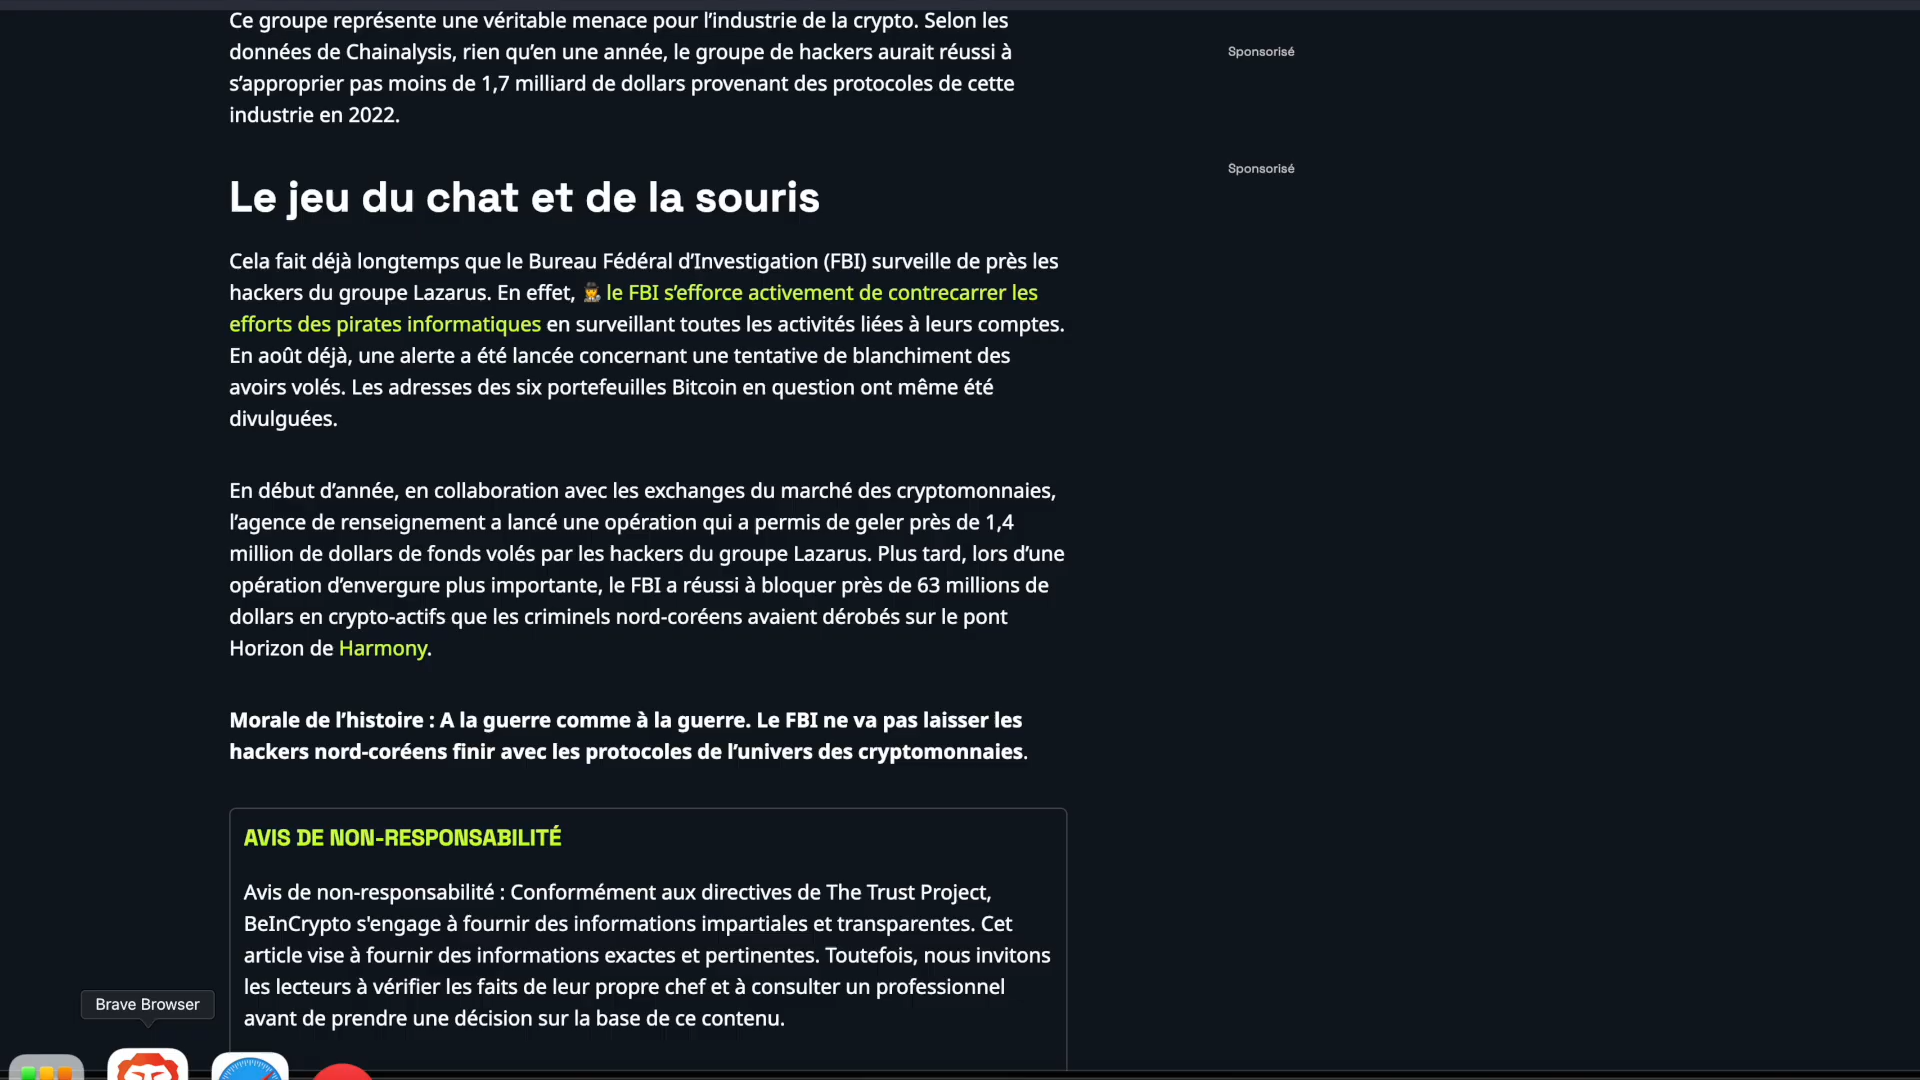 Ce groupe représente une véritable menace pour l’industrie de la crypto. Selon les
données de Chainalysis, rien qu’en une année, le groupe de hackers aurait réussi à
s’approprier pas moins de 1,7 milliard de dollars provenant des protocoles de cette
industrie en 2022.
Sponsorisé
Sponsorisé
Le jeu du chat et de la souris
Cela fait déjà longtemps que le Bureau Fédéral d’Investigation (FBI) surveille de près les
hackers du groupe Lazarus. En effet, 🕵️ le FBI s’efforce activement de contrecarrer les
efforts des pirates informatiques en surveillant toutes les activités liées à leurs comptes.
En août déjà, une alerte a été lancée concernant une tentative de blanchiment des
avoirs volés. Les adresses des six portefeuilles Bitcoin en question ont même été
divulguées.
En début d’année, en collaboration avec les exchanges du marché des cryptomonnaies,
l’agence de renseignement a lancé une opération qui a permis de geler près de 1,4
million de dollars de fonds volés par les hackers du groupe Lazarus. Plus tard, lors d’une
opération d’envergure plus importante, le FBI a réussi à bloquer près de 63 millions de
dollars en crypto-actifs que les criminels nord-coréens avaient dérobés sur le pont
Horizon de Harmony.
Morale de l’histoire : A la guerre comme à la guerre. Le FBI ne va pas laisser les
hackers nord-coréens finir avec les protocoles de l’univers des cryptomonnaies.
AVIS DE NON-RESPONSABILITÉ
Avis de non-responsabilité : Conformément aux directives de The Trust Project,
BeInCrypto s'engage à fournir des informations impartiales et transparentes. Cet
article vise à fournir des informations exactes et pertinentes. Toutefois, nous invitons
les lecteurs à vérifier les faits de leur propre chef et à consulter un professionnel
avant de prendre une décision sur la base de ce contenu.
Brave Browser